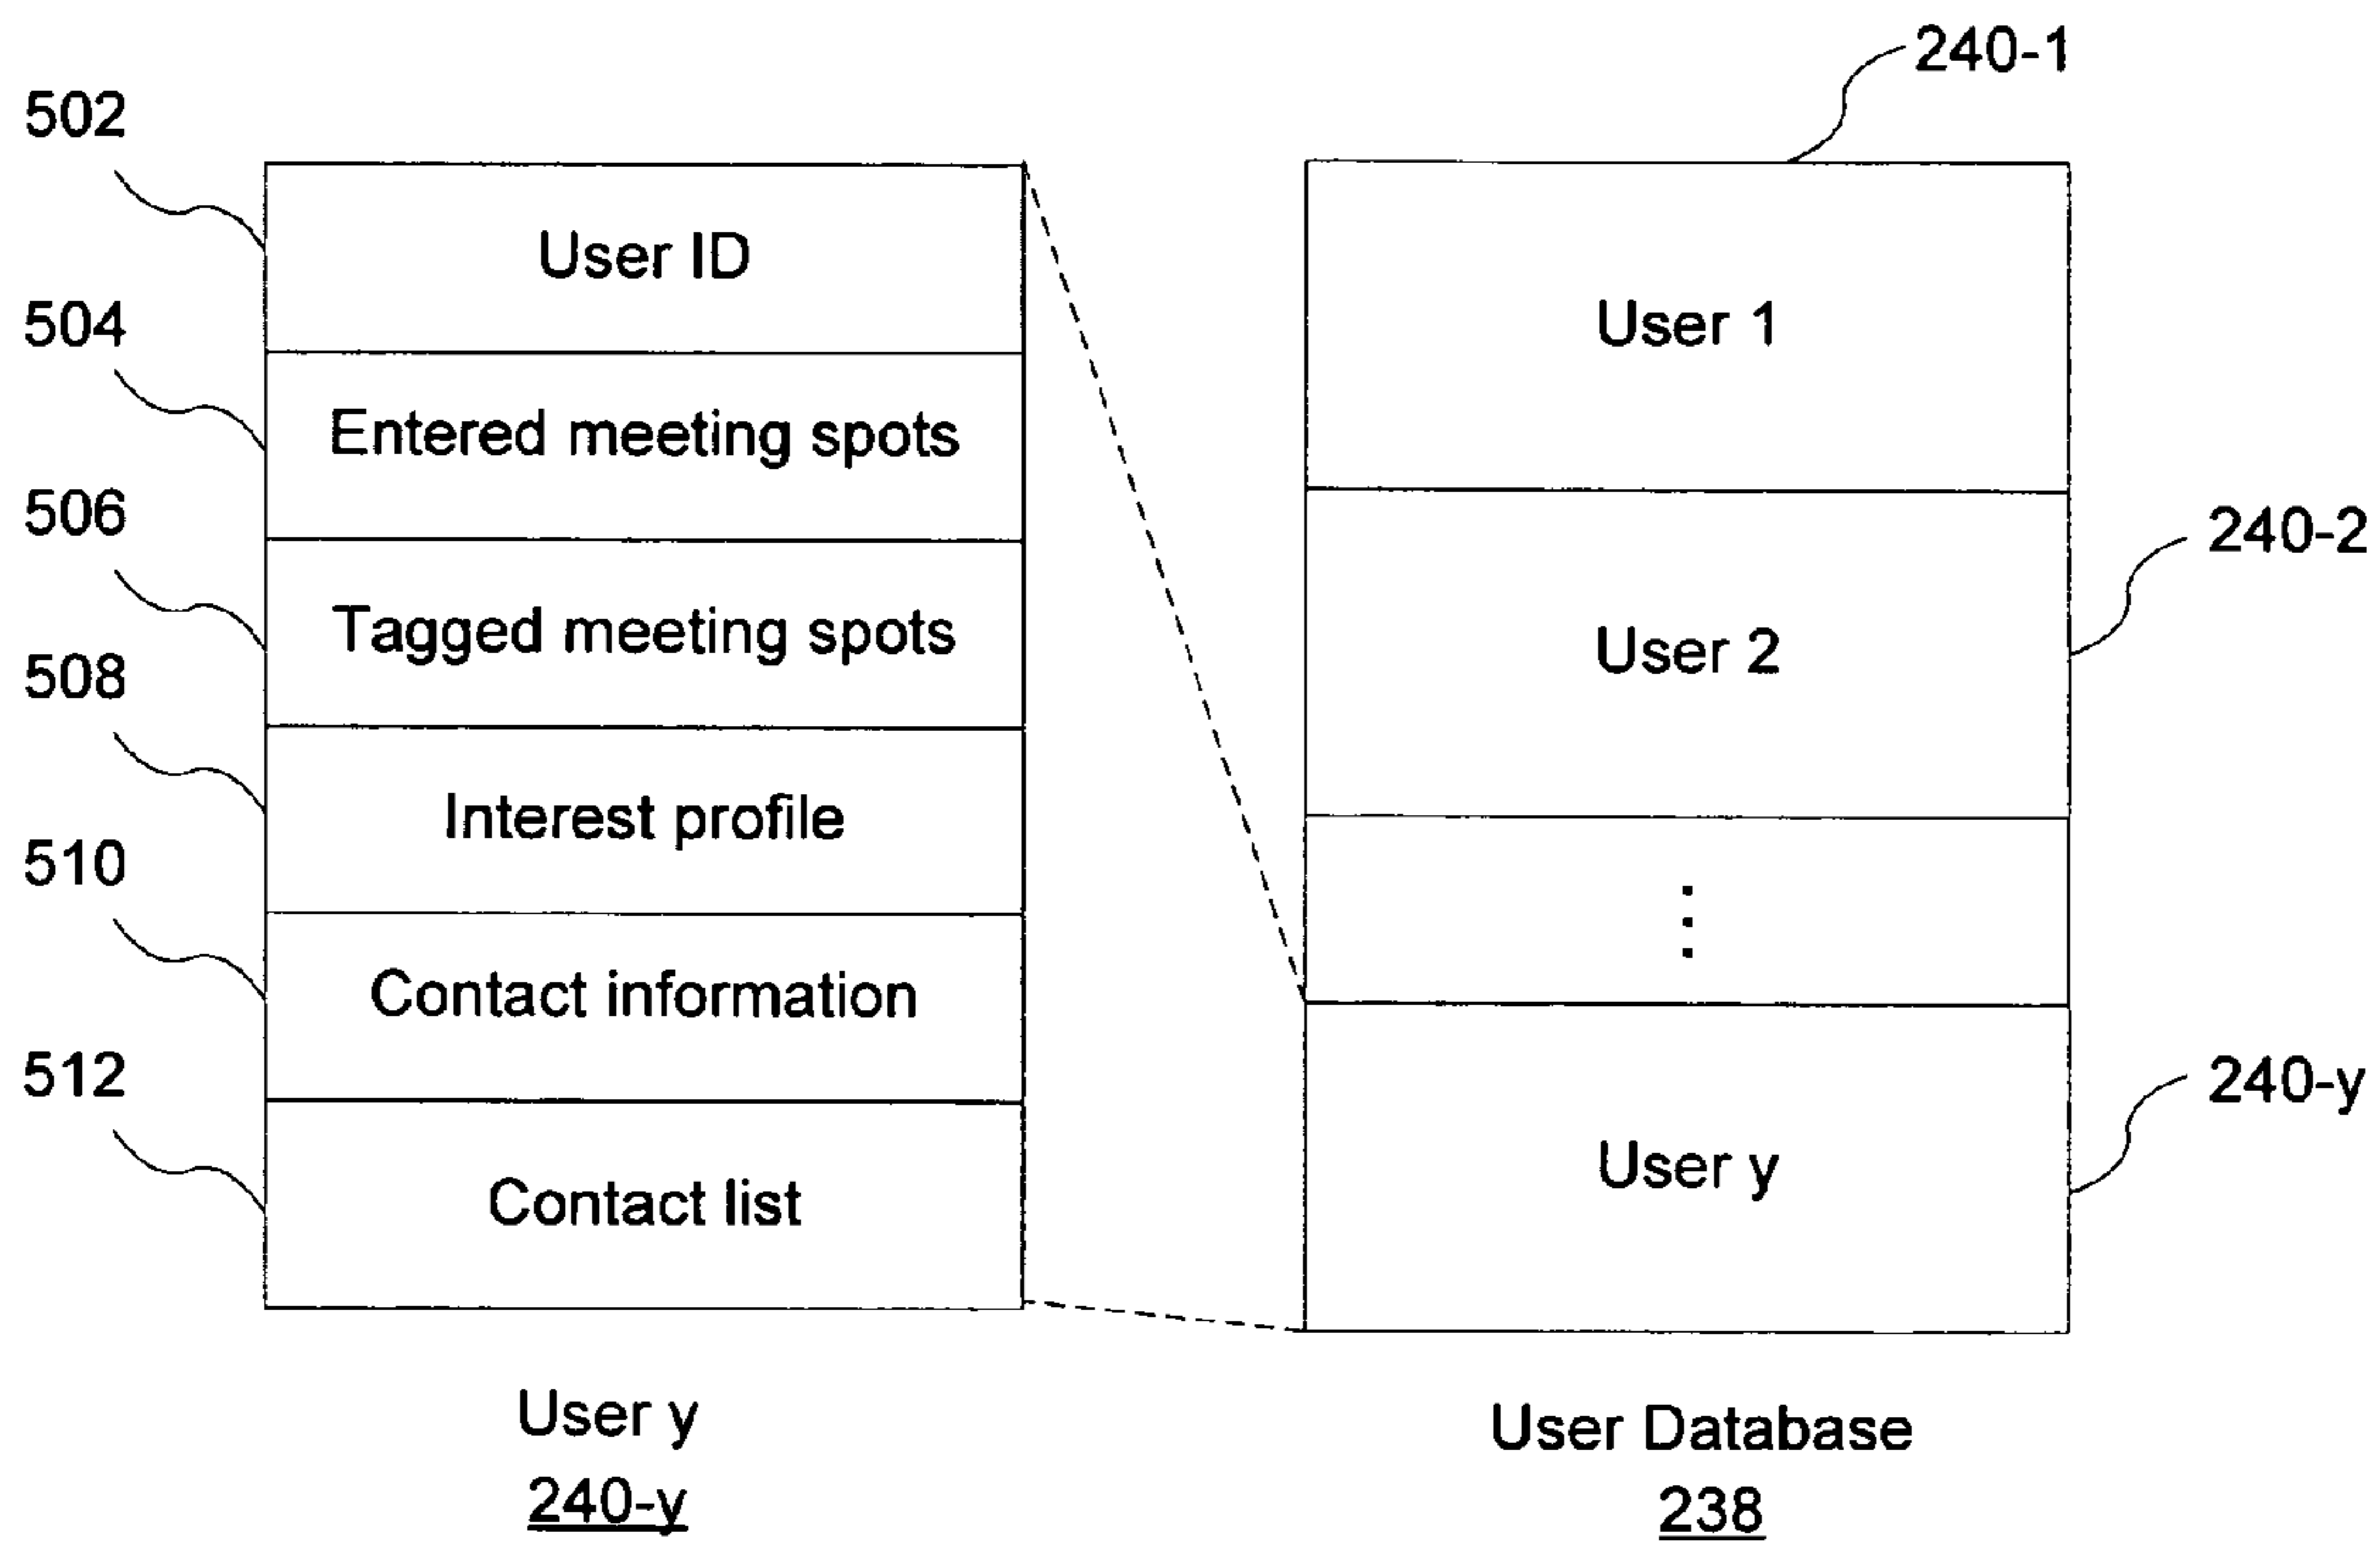 240-1
502
User ID
504
Entered meeting spots
506
Tagged meeting spots
508
Interest profile
510
Contact information
512
Contact list
User y
240-y
User 1
User 2
240-2
User y
240-y
User Database
238